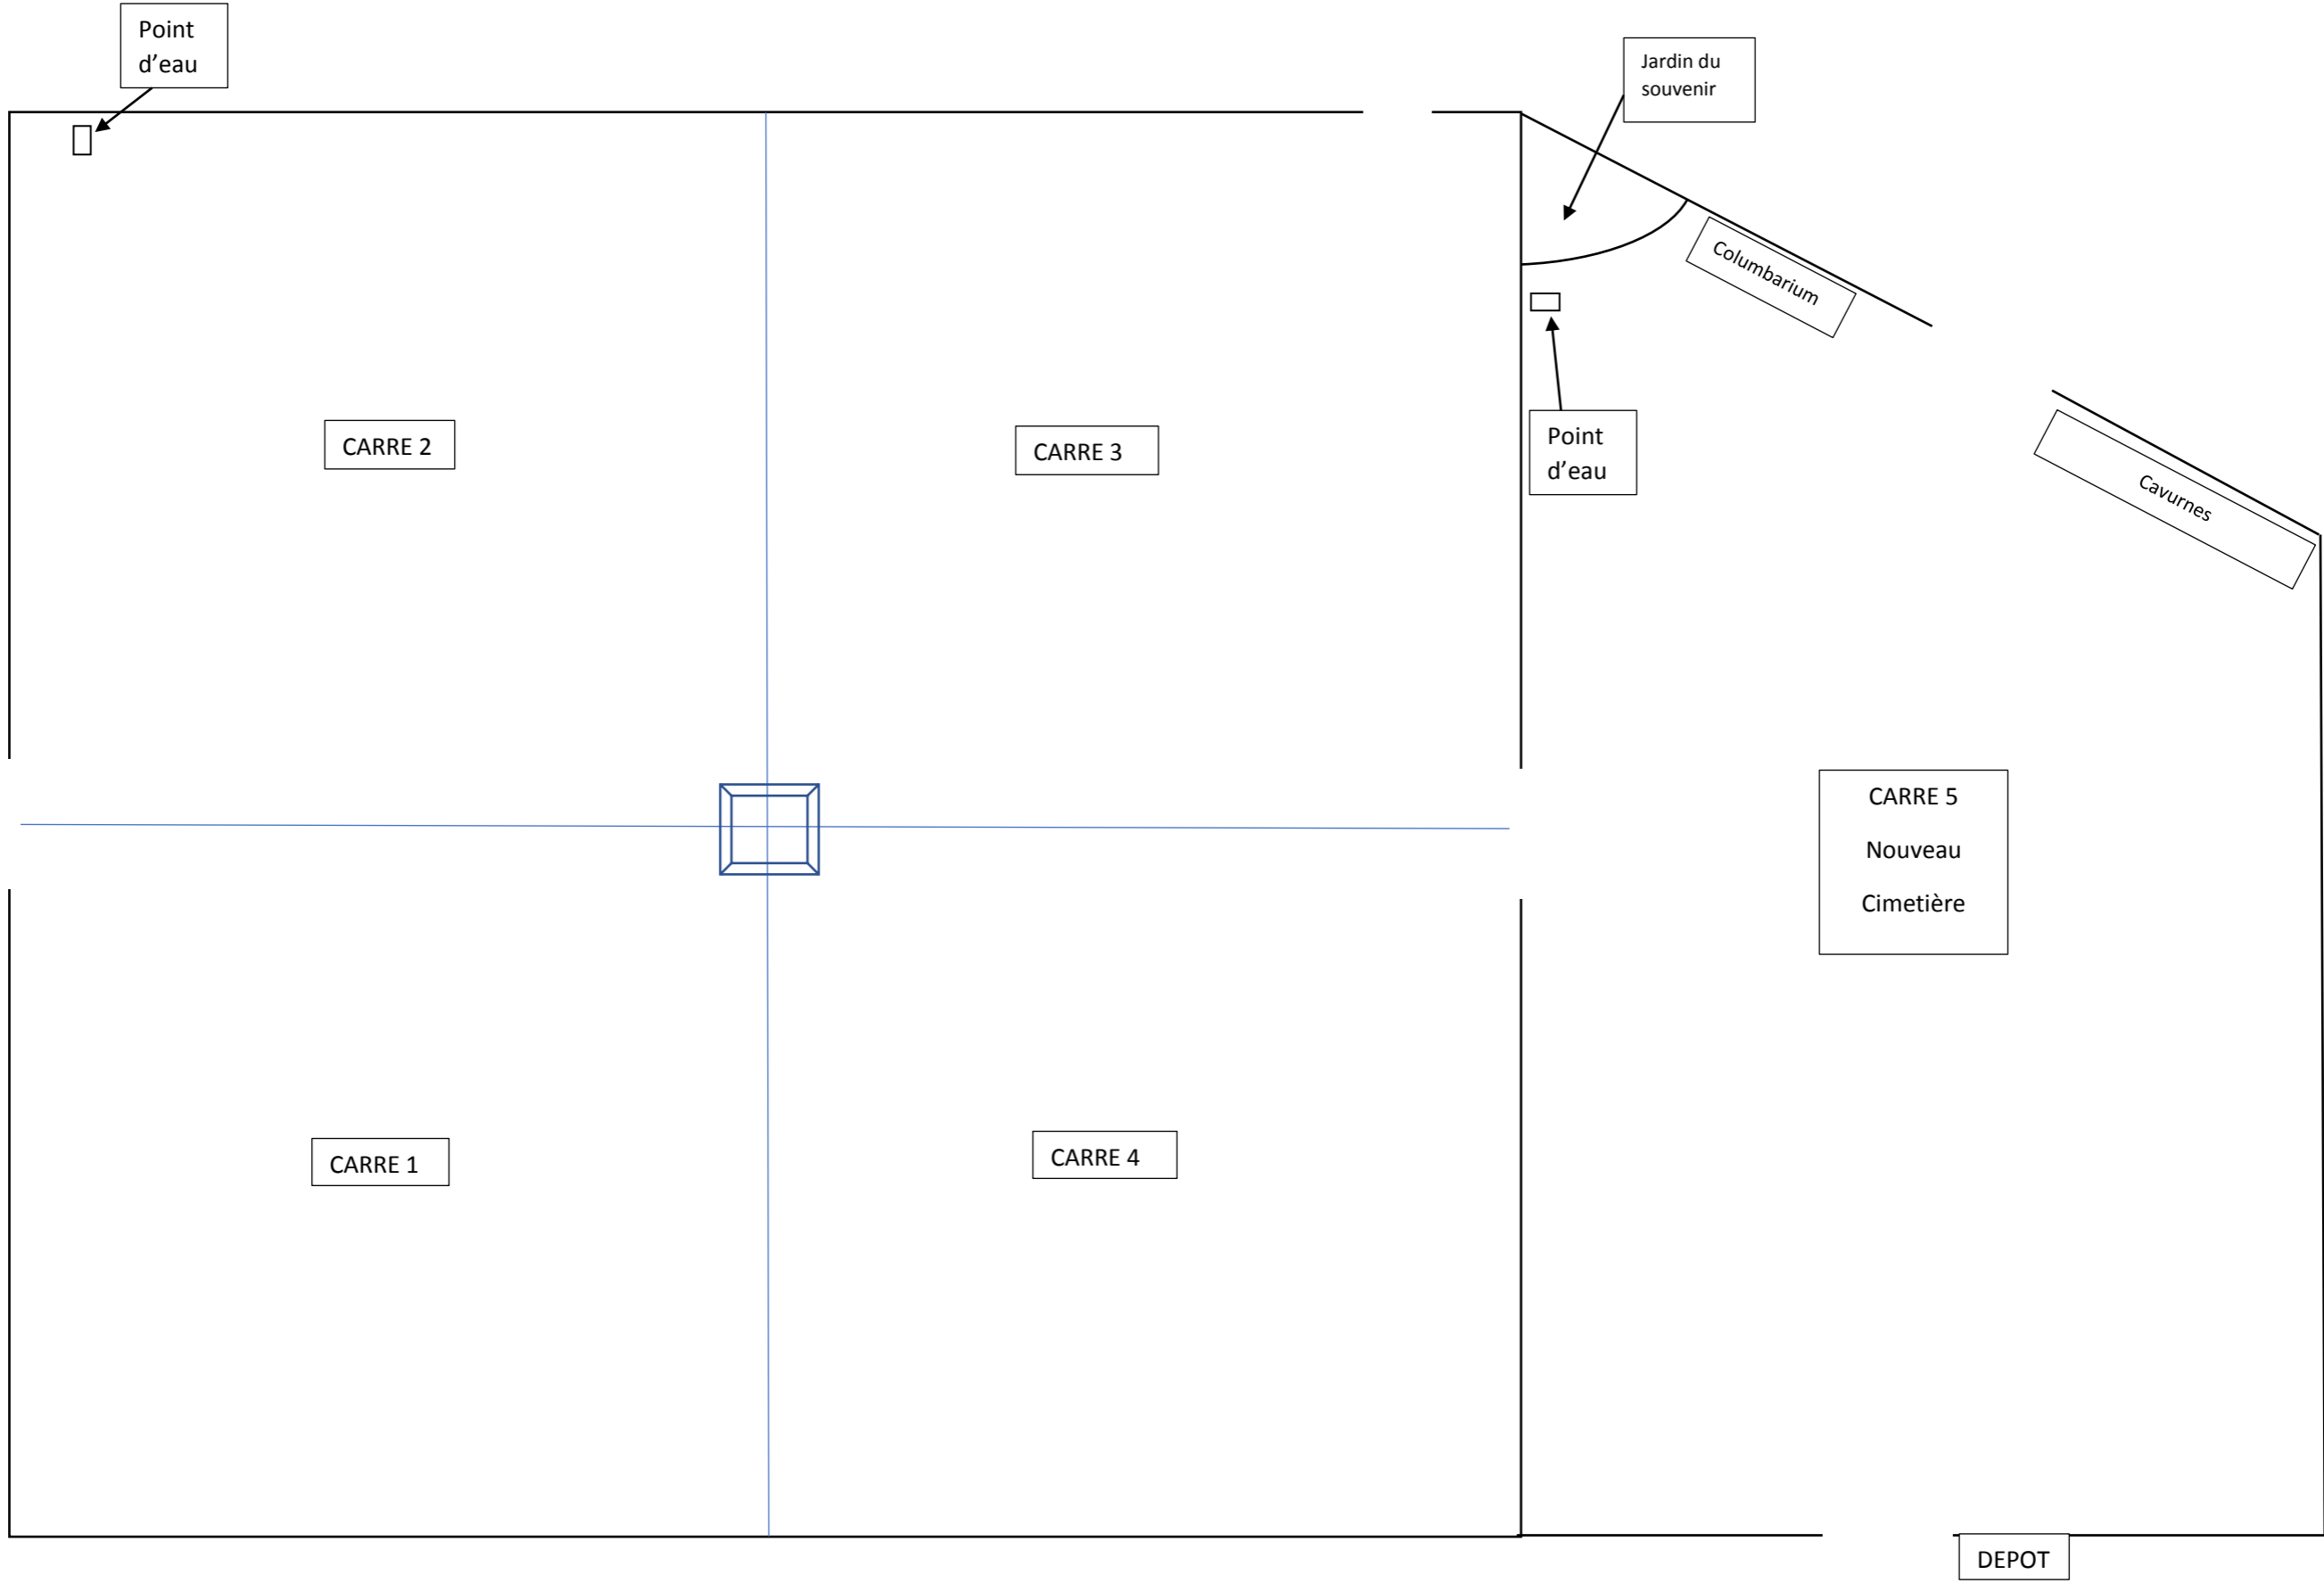 Point
d’eau
Jardin du
souvenir
Columbarium
CARRE 2
CARRE 3
Point
d’eau
Cavurnes
CARRE 5
Nouveau
Cimetière
CARRE 1
CARRE 4
DEPOT